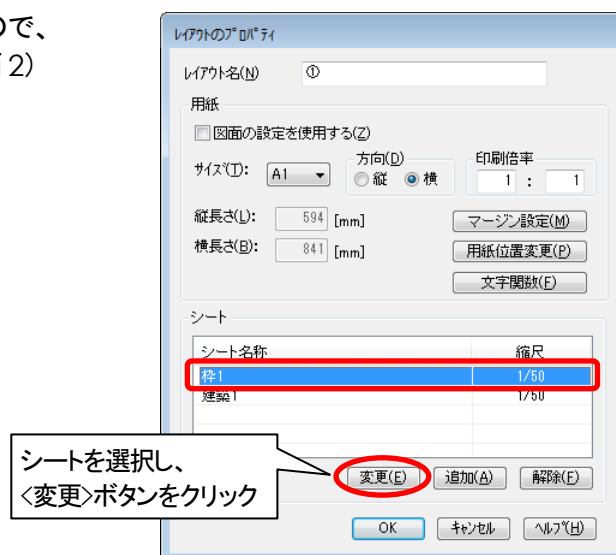 ので、
2)
ﾚｲｱｳﾄのﾌﾟﾛﾊﾟﾃｨ
ﾚｲｱｳﾄ名(N) ①
用紙
図面の設定を使用する(Z)
ｻｲｽﾞ(T): A1
方向(D)
縦 横
印刷倍率
1 : 1
縦長さ(L): 594 [mm]
横長さ(B): 841 [mm]
マージン設定(M)
用紙位置変更(P)
文字関数(F)
シート
シート名称 縮尺
枠1 1/50
建築1 1/50
シートを選択し、
<変更>ボタンをクリック
変更(E) 追加(A) 解除(F)
OK ｷｬﾝｾﾙ ﾍﾙﾌﾟ(H)